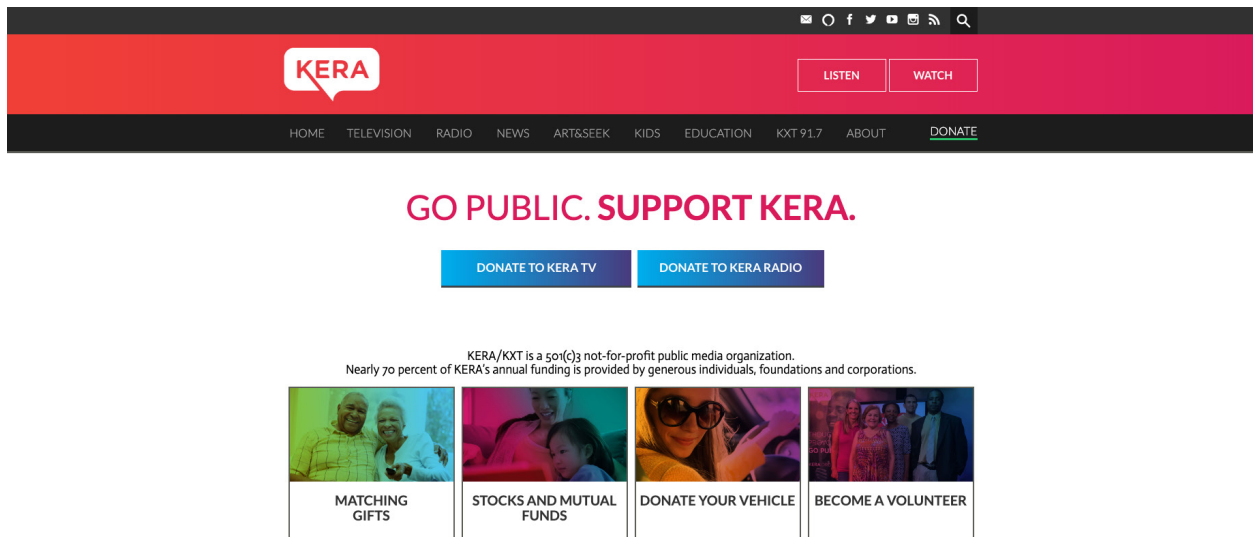 KERA
LISTEN WATCH
HOME TELEVISION RADIO NEWS ART&SEEK KIDS EDUCATION KXT 91.7 ABOUT DONATE
GO PUBLIC. SUPPORT KERA.
DONATE TO KERA TV DONATE TO KERA RADIO
KERA/KXT is a 501(c)3 not-for-profit public media organization.
Nearly 70 percent of KERA's annual funding is provided by generous individuals, foundations and corporations.
MATCHING
GIFTS
STOCKS AND MUTUAL
FUNDS
DONATE YOUR VEHICLE
BECOME A VOLUNTEER